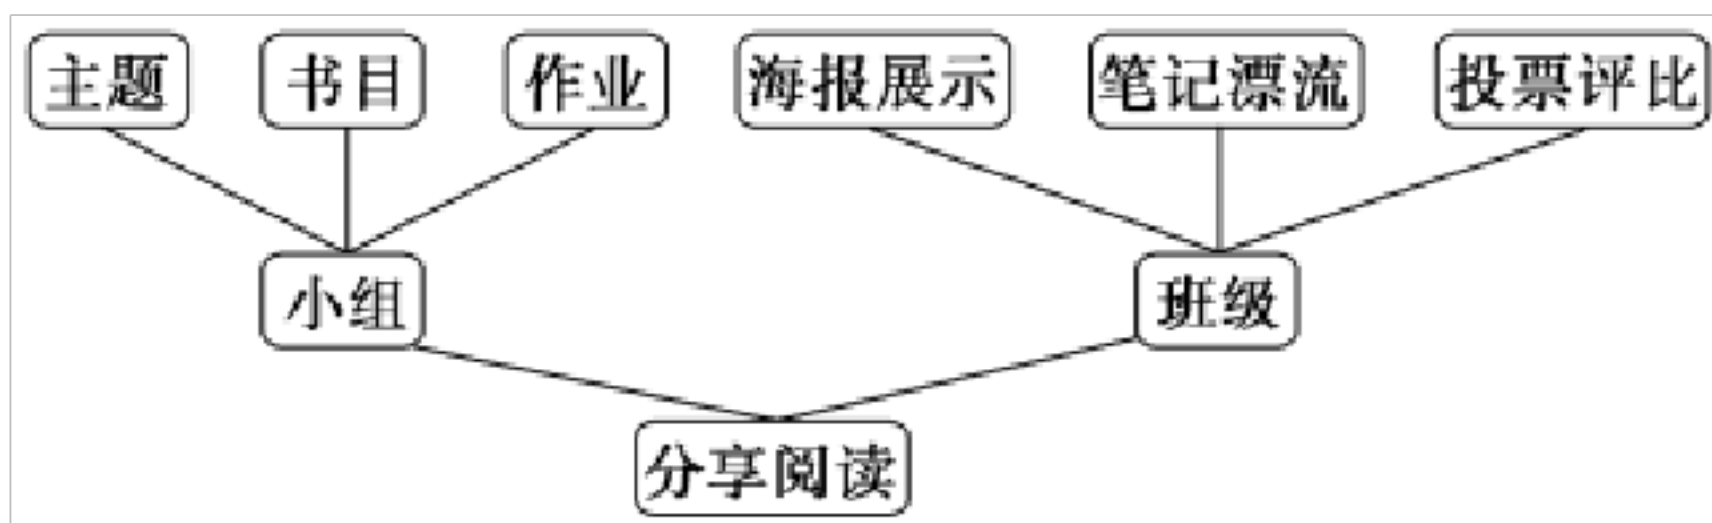 主题 书目 作业 海报展示 笔记漂流 投票评比
小组 班级
分享阅读